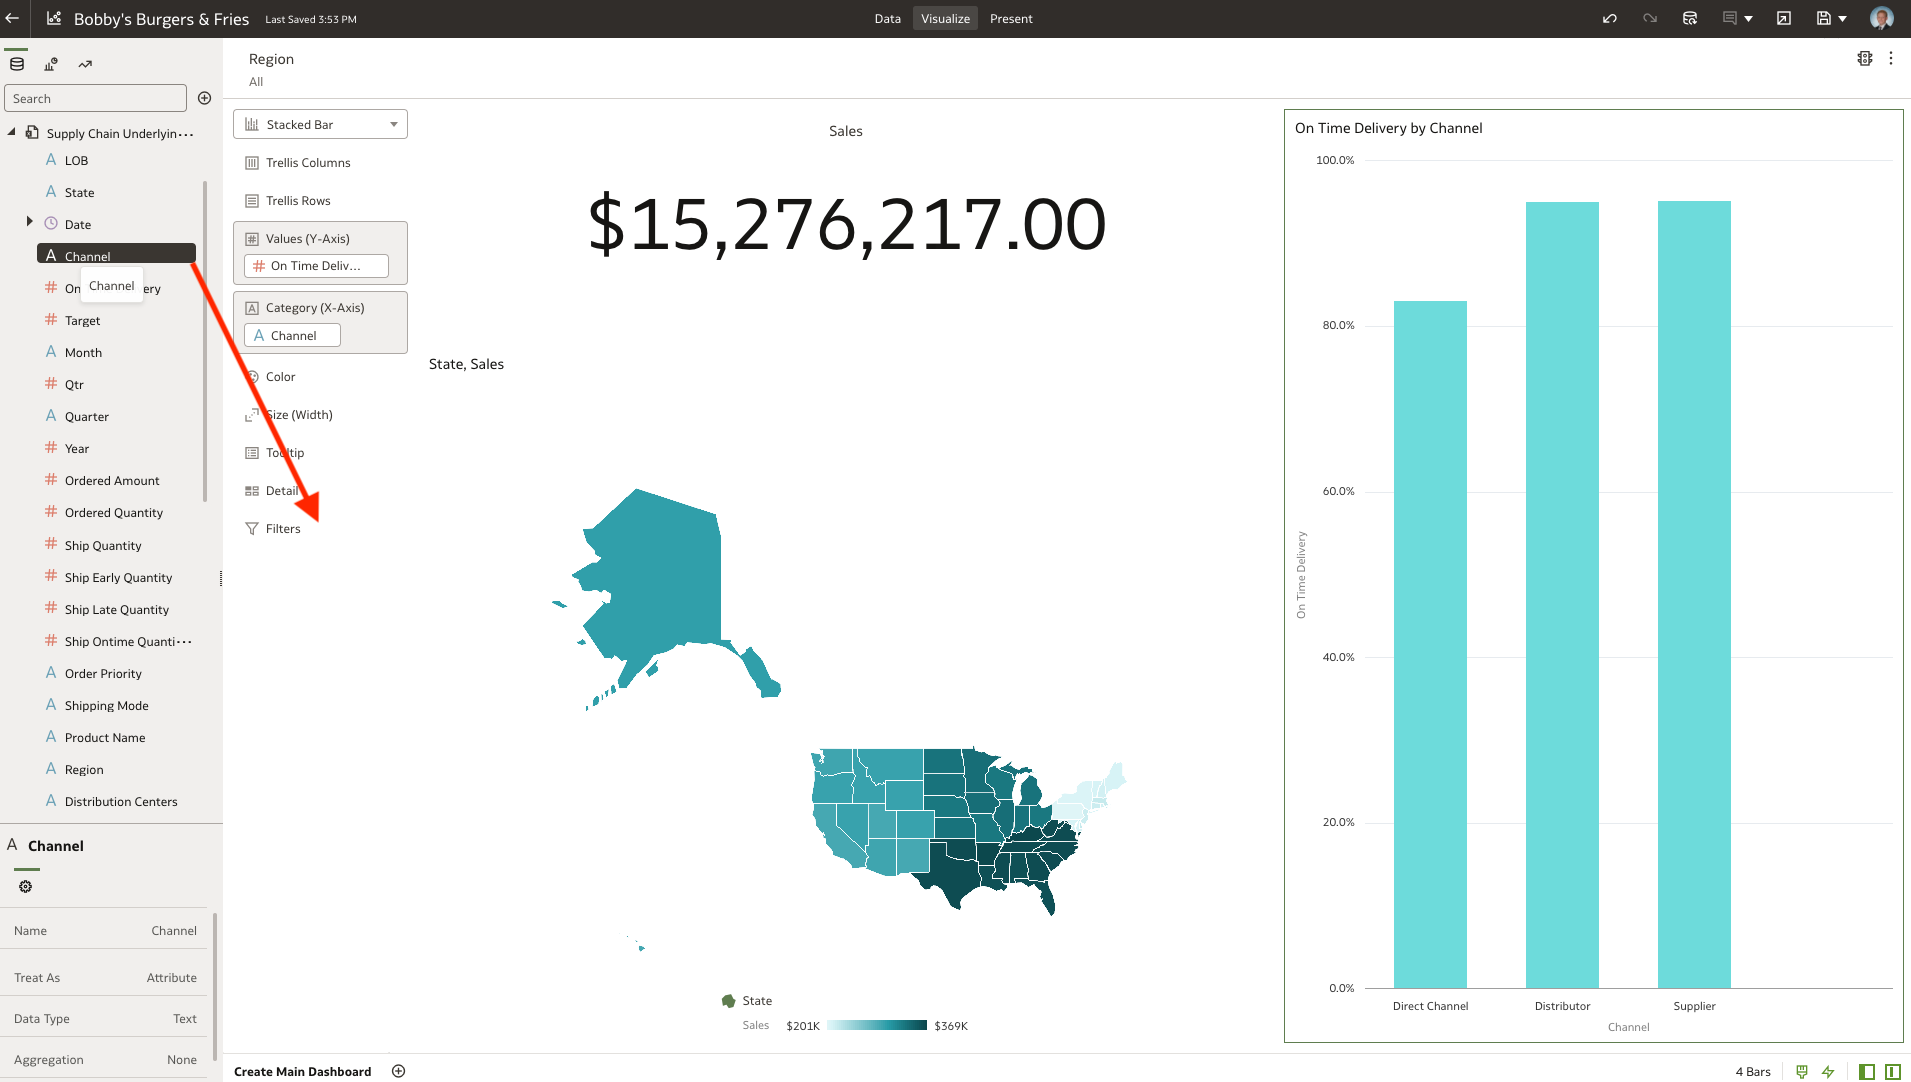 Bobby's Burgers & Fries Last Saved 3:53 PM
Data Visualize Present
Region
All
Search
Supply Chain Underlyin···
LOB
State
Date
Channel
On ery
Channel
Target
Month
Qtr
Quarter
Year
Ordered Amount
Ordered Quantity
Ship Quantity
Ship Early Quantity
Ship Late Quantity
Ship Ontime Quanti···
Order Priority
Shipping Mode
Product Name
Region
Distribution Centers
Channel
Name Channel
Treat As Attribute
Data Type Text
Aggregation None
Stacked Bar
Trellis Columns
Trellis Rows
Values (Y-Axis)
On Time Deliv...
Category (X-Axis)
Channel
Color
Size (Width)
Tooltip
Detail
Filters
Sales
$15,276,217.00
State, Sales
State
Sales $201K $369K
On Time Delivery by Channel
100.0%
80.0%
60.0%
40.0%
20.0%
0.0%
On Time Delivery
Direct Channel Distributor Supplier
Channel
Create Main Dashboard
4 Bars